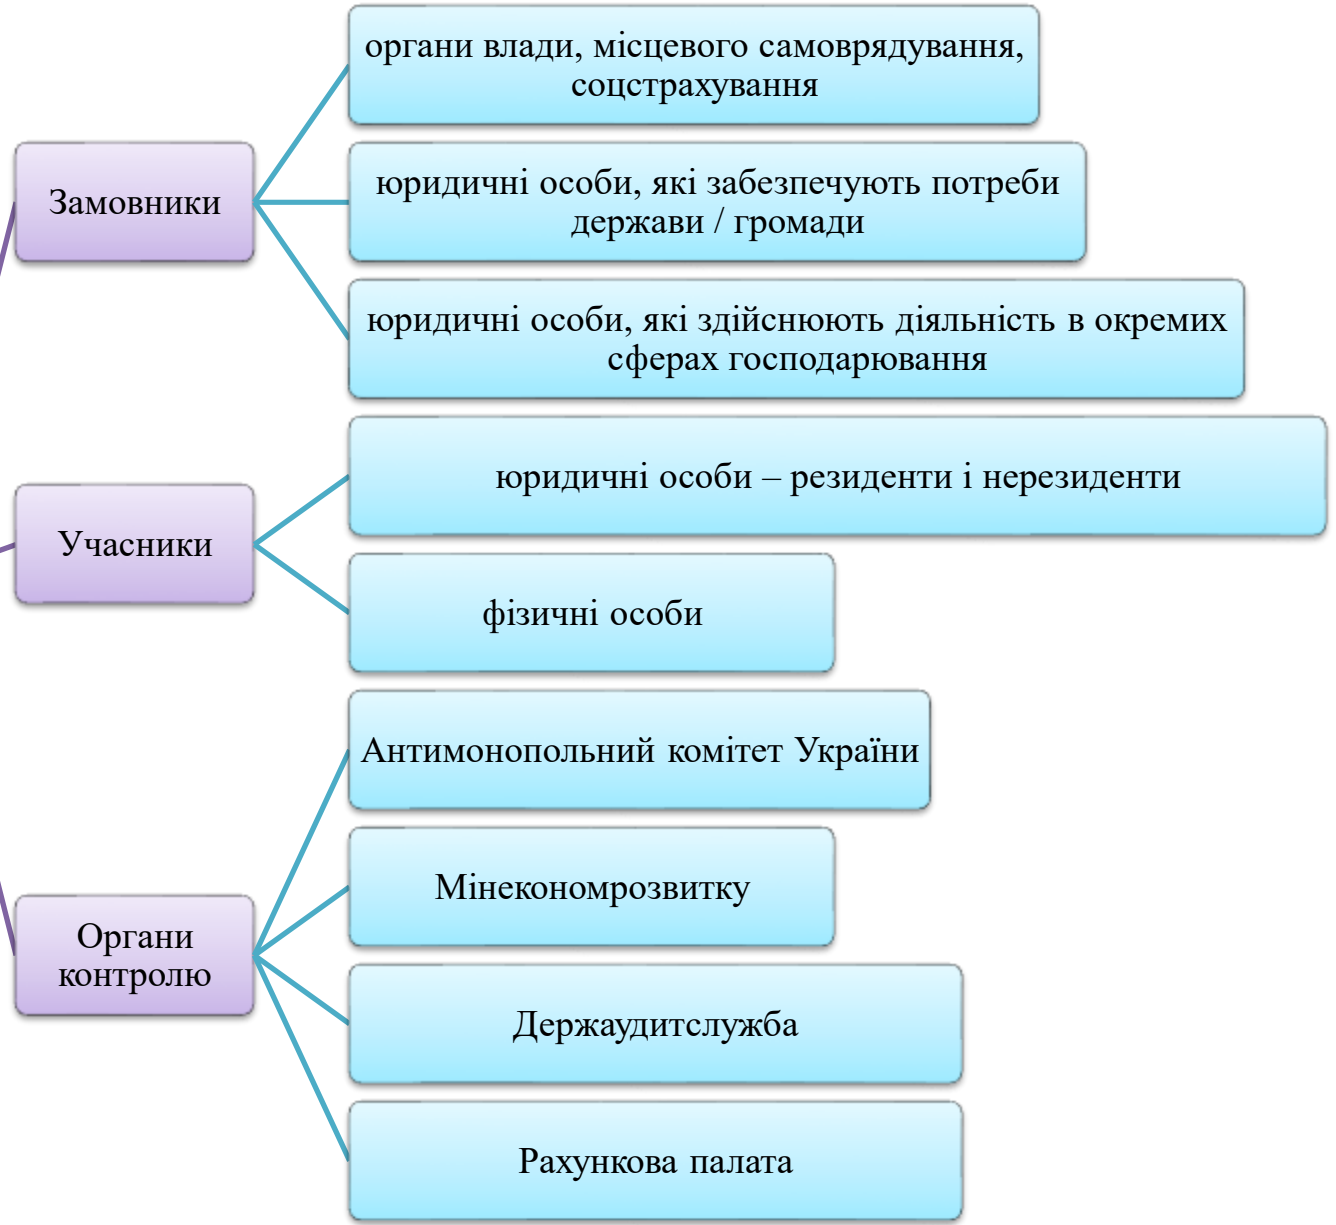 Замовники
органи влади, місцевого самоврядування,
соцстрахування
юридичні особи, які забезпечують потреби
держави / громади
юридичні особи, які здійснюють діяльність в окремих
сферах господарювання
Учасники
юридичні особи – резиденти і нерезиденти
фізичні особи
Органи
контролю
Антимонопольний комітет України
Мінекономрозвитку
Держаудитслужба
Рахункова палата